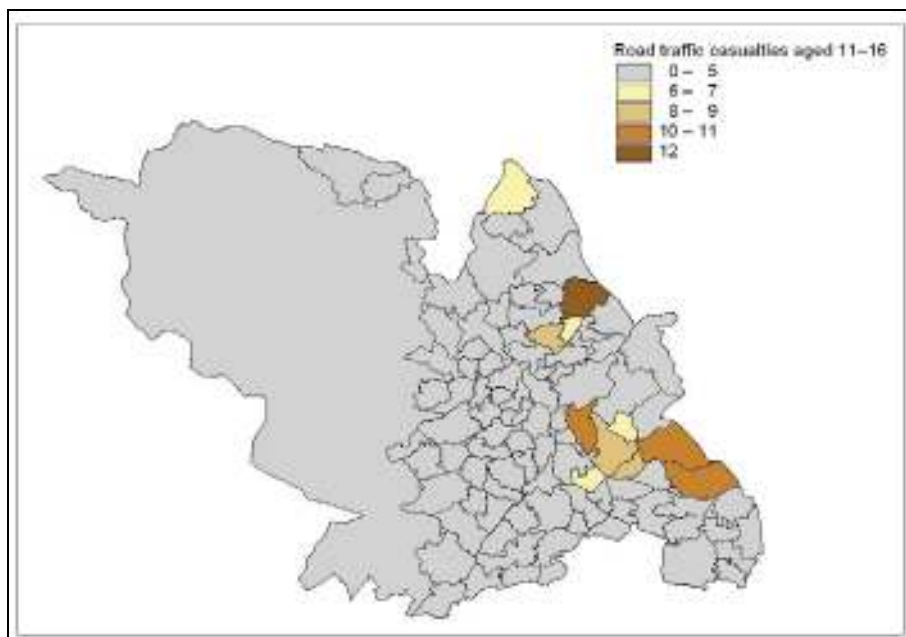 Road traffic casualties aged 11–16
0 – 5
6 – 7
8 – 9
10 – 11
12